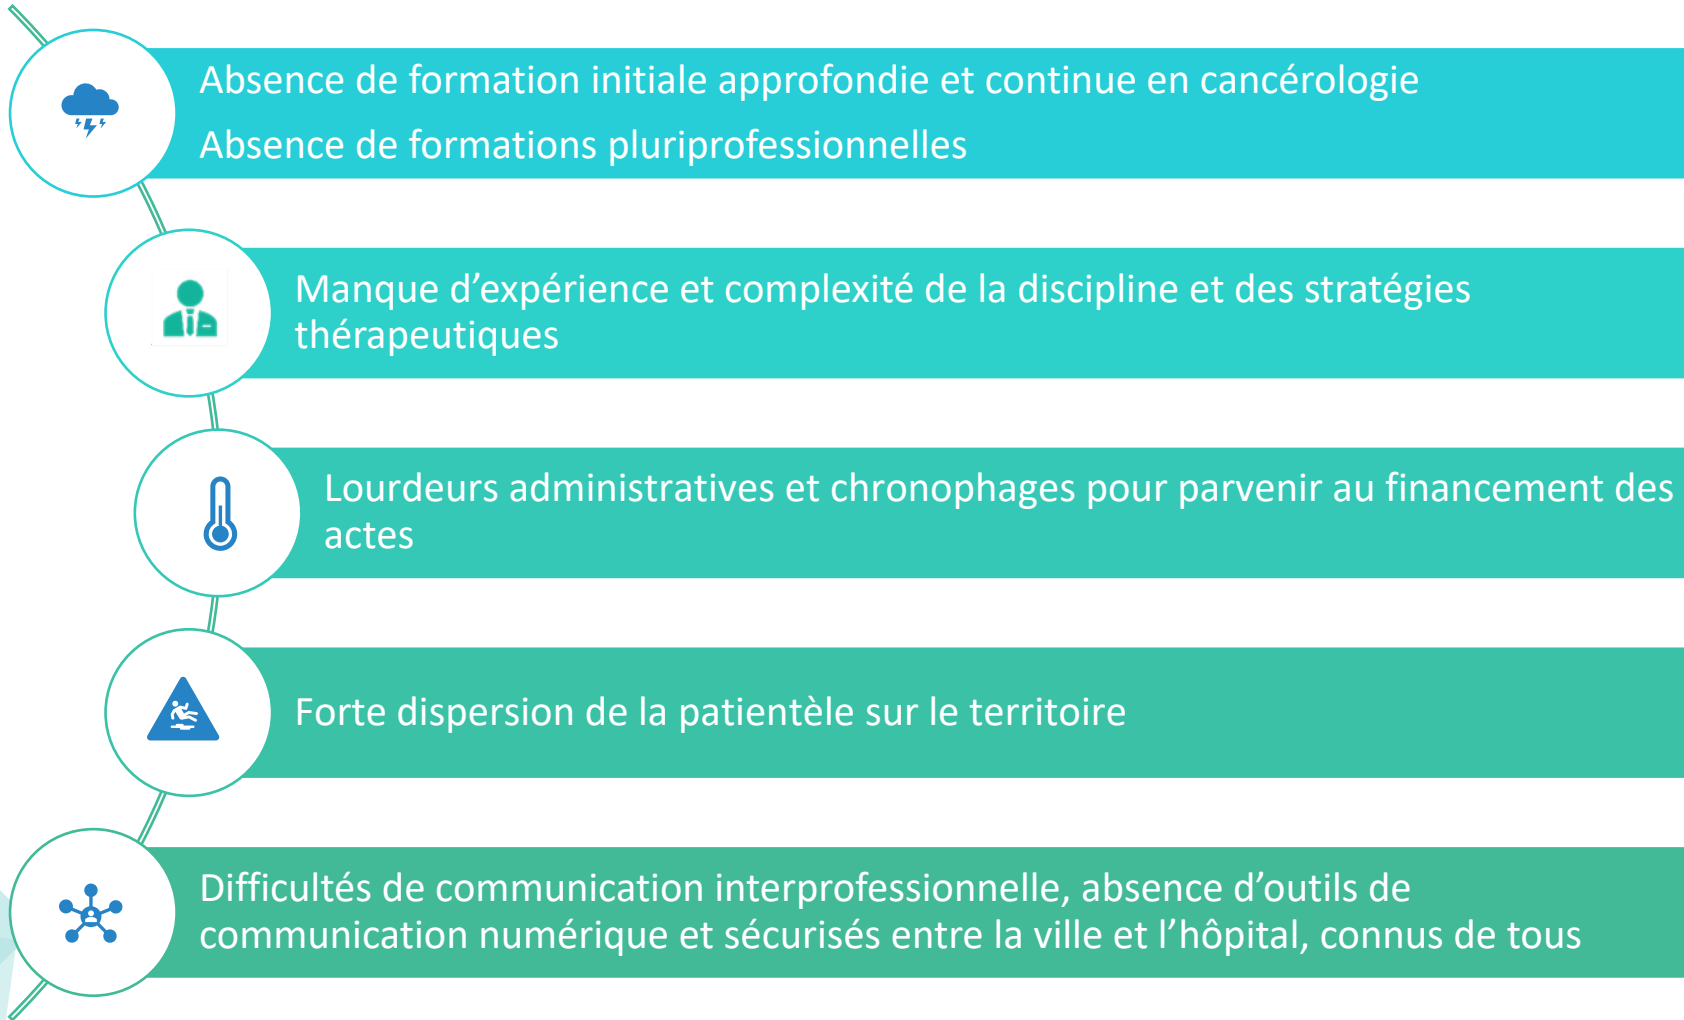 Absence de formation initiale approfondie et continue en cancérologie
Absence de formations pluriprofessionnelles
Manque d’expérience et complexité de la discipline et des stratégies
thérapeutiques
Lourdeurs administratives et chronophages pour parvenir au financement des
actes
Forte dispersion de la patientèle sur le territoire
Difficultés de communication interprofessionnelle, absence d’outils de
communication numérique et sécurisés entre la ville et l’hôpital, connus de tous